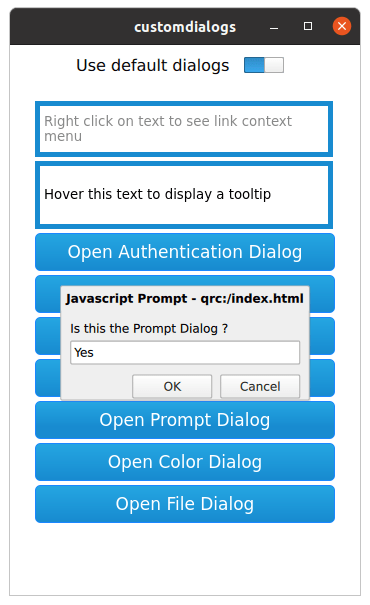 customdialogs
Use default dialogs
Right click on text to see link context
menu
Hover this text to display a tooltip
Open Authentication Dialog
Javascript Prompt - qrc:/index.html
Is this the Prompt Dialog ?
Yes
OK Cancel
Open Prompt Dialog
Open Color Dialog
Open File Dialog